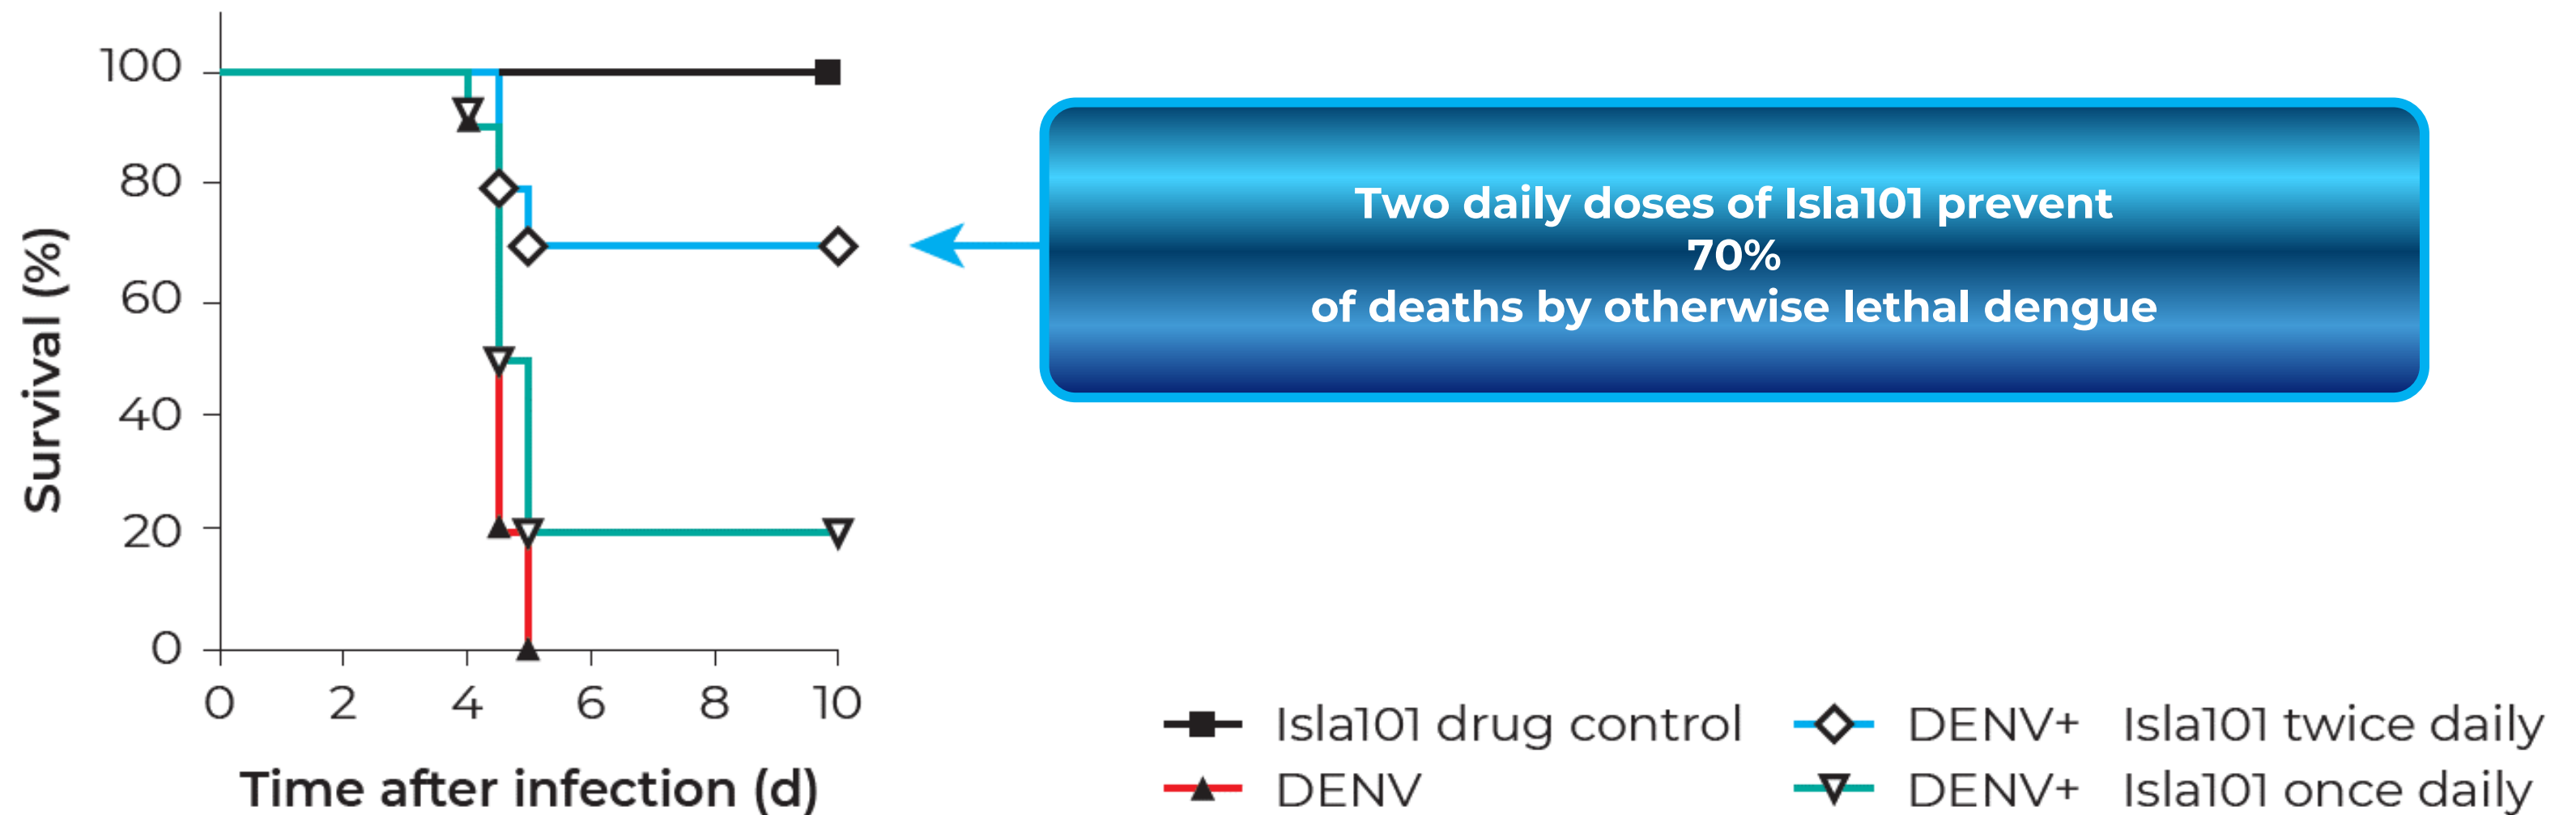 Survival (%)
100
80
60
40
20
0
0 2 4 6 8 10
Time after infection (d)
Two daily doses of Isla101 prevent
70%
of deaths by otherwise lethal dengue
Isla101 drug control
DENV
DENV+ Isla101 twice daily
DENV+ Isla101 once daily